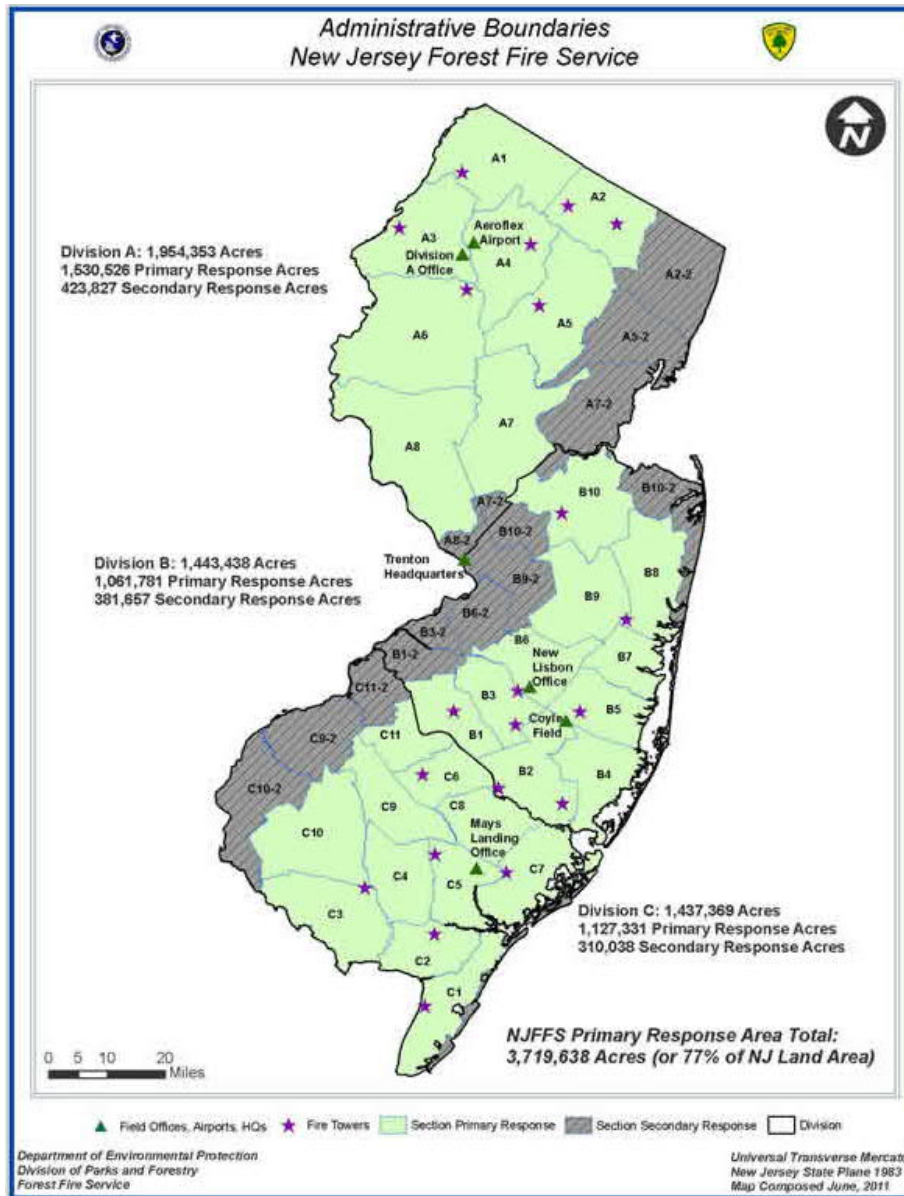 Administrative Boundaries
New Jersey Forest Fire Service
N
A1
A2
Aeroflex
Airport
A3
Division
A Office
A4
A2-2
Division A: 1,954,353 Acres
1,530,526 Primary Response Acres
423,827 Secondary Response Acres
A5
A5-2
A6
A7-2
A7
A8
B10
B10-2
A7-2
B10-2
A8-2
Trenton
Headquarters
Division B: 1,443,438 Acres
1,061,781 Primary Response Acres
381,657 Secondary Response Acres
B9-2
B8
B9
B6-2
B3-2
B6
B1-2
New
Lisbon
Office
B7
C11-2
B3
B5
Coyle
Field
B1
C11
C9-2
B2
B4
C6
C10-2
C8
C9
Mays
Landing
Office
C10
C4
C5
C7
C3
Division C: 1,437,369 Acres
1,127,331 Primary Response Acres
310,038 Secondary Response Acres
C2
C1
NJFFS Primary Response Area Total:
3,719,638 Acres (or 77% of NJ Land Area)
0 5 10 20
Miles
Field Offices, Airports, HQs Fire Towers Section Primary Response Section Secondary Response Division
Department of Environmental Protection
Division of Parks and Forestry
Forest Fire Service
Universal Transverse Mercato
New Jersey State Plane 1983
Map Composed June, 2011